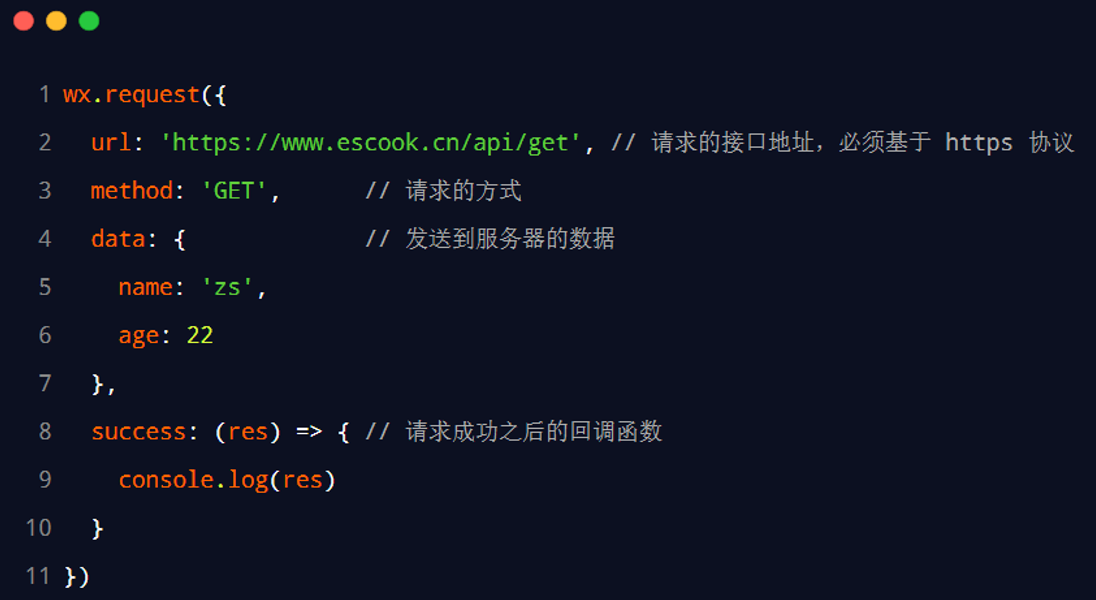 1 wx.request({
2   url: 'https://www.escook.cn/api/get', // 请求的接口地址，必须基于 https 协议
3   method: 'GET',      // 请求的方式
4   data: {             // 发送到服务器的数据
5     name: 'zs',
6     age: 22
7   },
8   success: (res) => { // 请求成功之后的回调函数
9     console.log(res)
10   }
11 })